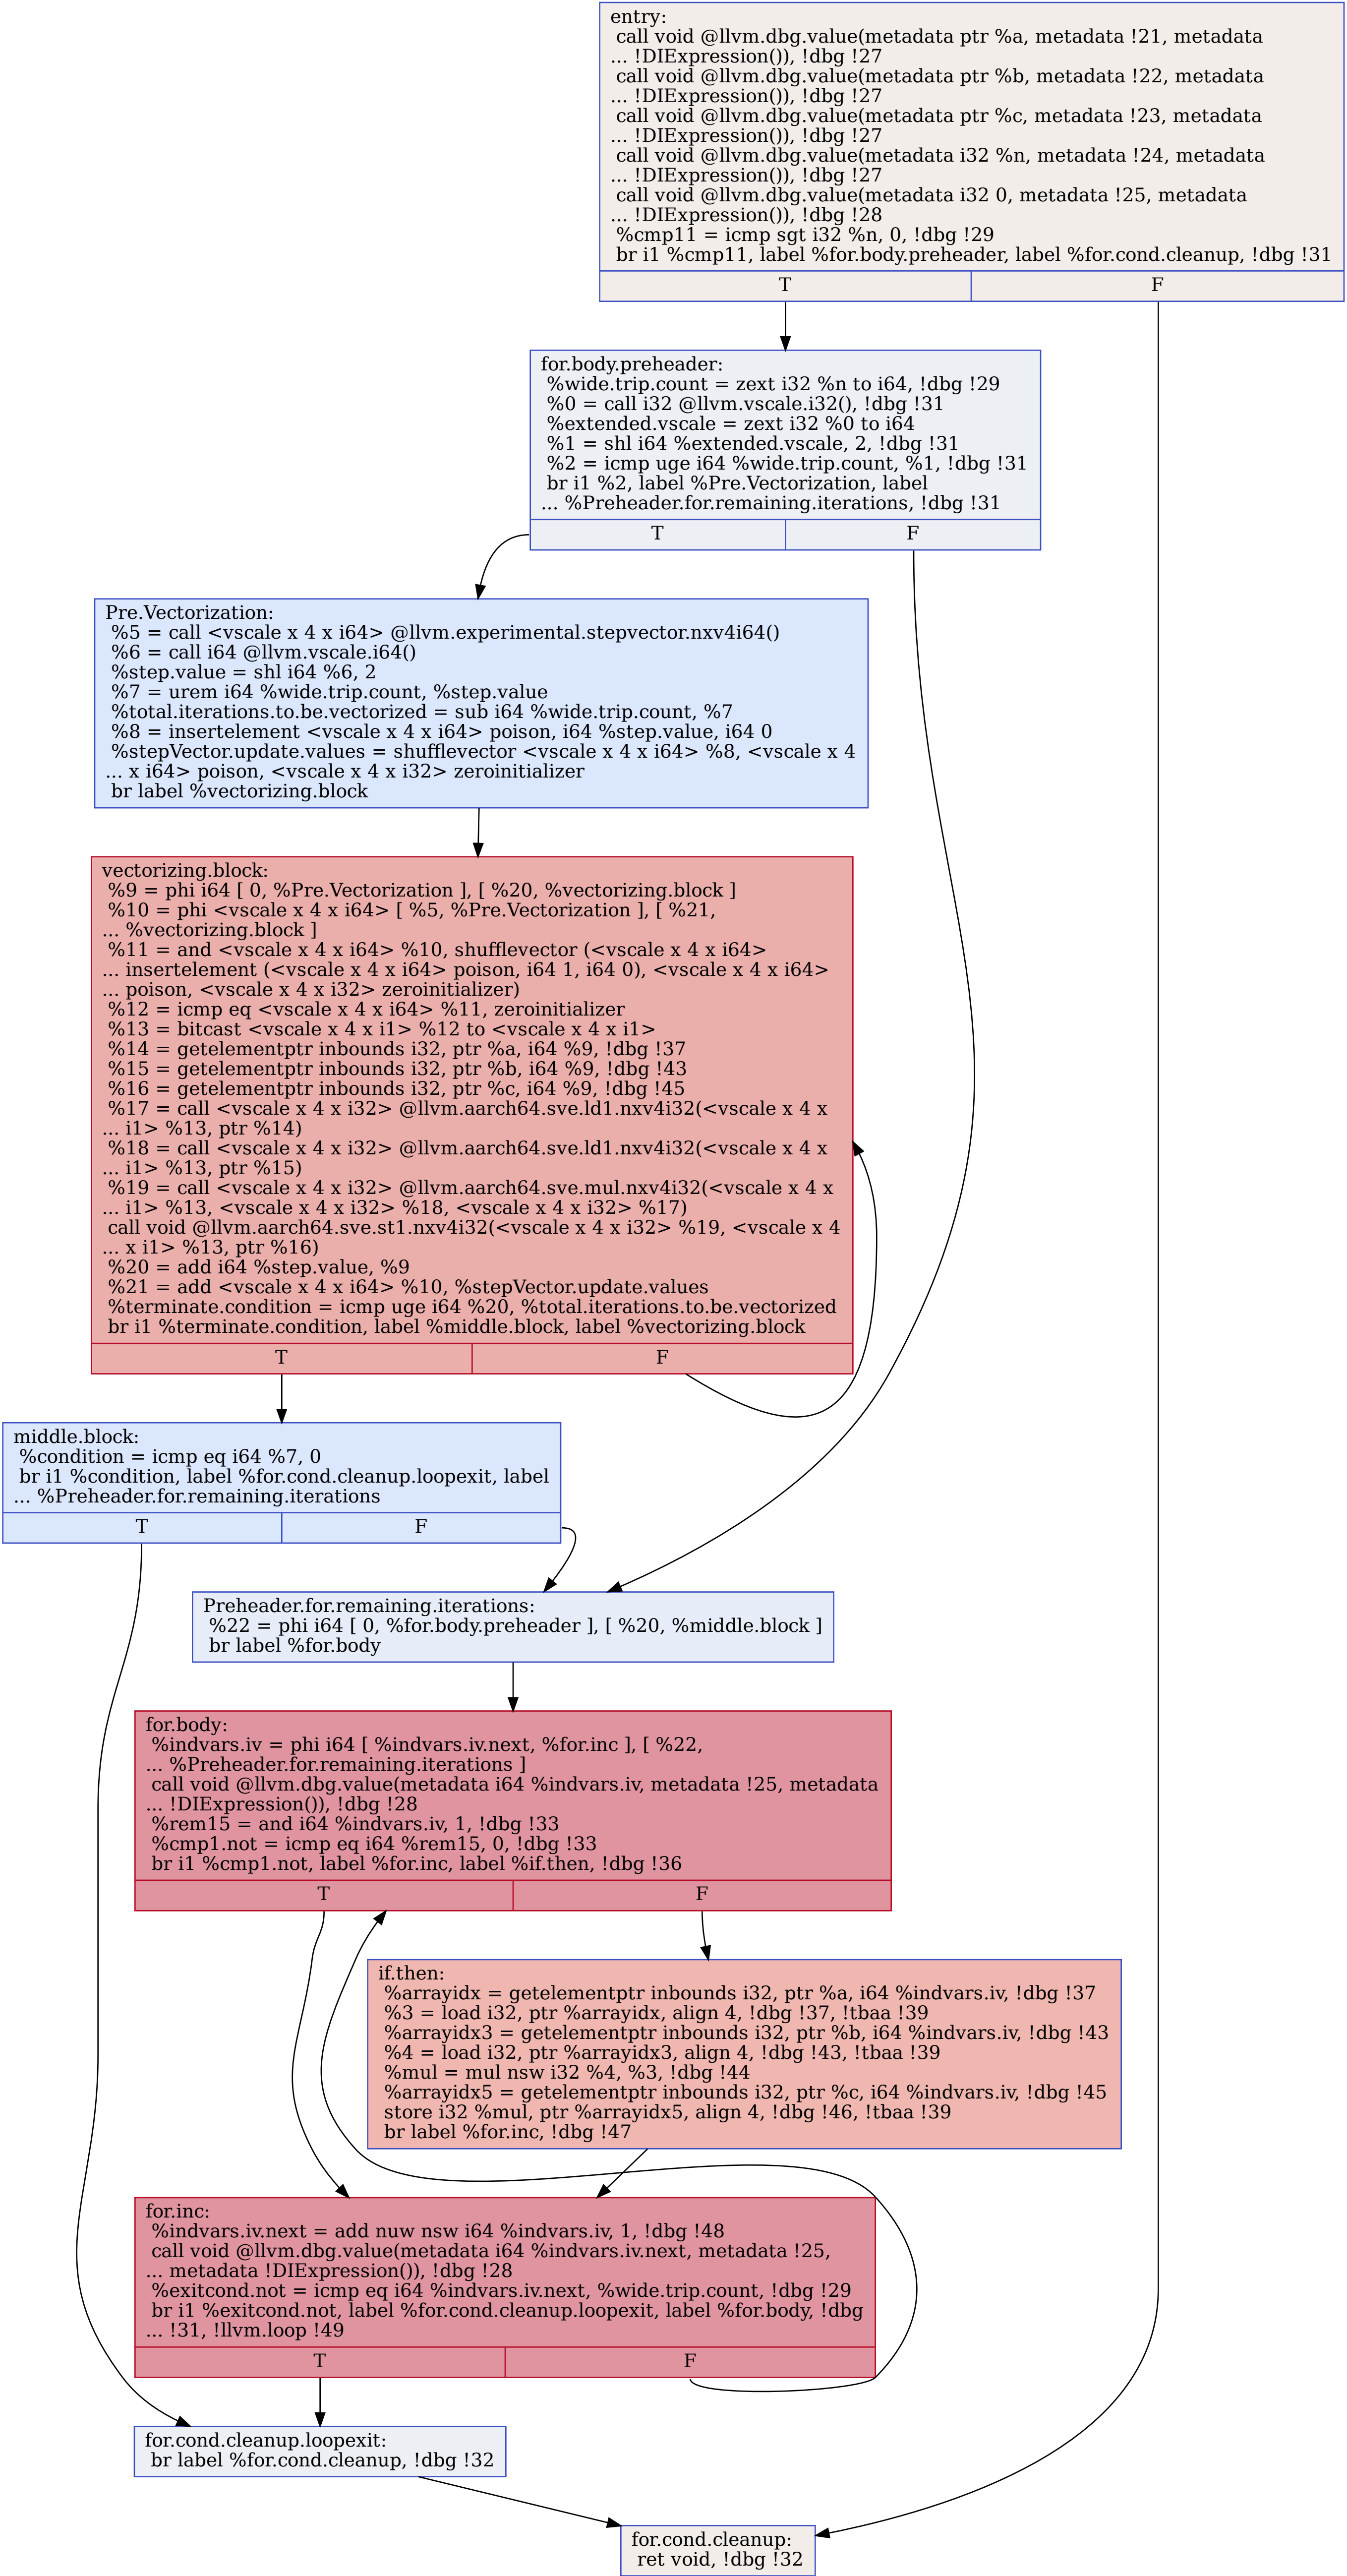 entry:
call void @llvm.dbg.value(metadata ptr %a, metadata !21, metadata
... !DIExpression()), !dbg !27
call void @llvm.dbg.value(metadata ptr %b, metadata !22, metadata
... !DIExpression()), !dbg !27
call void @llvm.dbg.value(metadata ptr %c, metadata !23, metadata
... !DIExpression()), !dbg !27
call void @llvm.dbg.value(metadata i32 %n, metadata !24, metadata
... !DIExpression()), !dbg !27
call void @llvm.dbg.value(metadata i32 0, metadata !25, metadata
... !DIExpression()), !dbg !28
%cmp11 = icmp sgt i32 %n, 0, !dbg !29
br i1 %cmp11, label %for.body.preheader, label %for.cond.cleanup, !dbg !31
T F
for.body.preheader:
%wide.trip.count = zext i32 %n to i64, !dbg !29
%0 = call i32 @llvm.vscale.i32(), !dbg !31
%extended.vscale = zext i32 %0 to i64
%1 = shl i64 %extended.vscale, 2, !dbg !31
%2 = icmp uge i64 %wide.trip.count, %1, !dbg !31
br i1 %2, label %Pre.Vectorization, label
... %Preheader.for.remaining.iterations, !dbg !31
T F
Pre.Vectorization:
%5 = call <vscale x 4 x i64> @llvm.experimental.stepvector.nxv4i64()
%6 = call i64 @llvm.vscale.i64()
%step.value = shl i64 %6, 2
%7 = urem i64 %wide.trip.count, %step.value
%total.iterations.to.be.vectorized = sub i64 %wide.trip.count, %7
%8 = insertelement <vscale x 4 x i64> poison, i64 %step.value, i64 0
%stepVector.update.values = shufflevector <vscale x 4 x i64> %8, <vscale x 4
... x i64> poison, <vscale x 4 x i32> zeroinitializer
br label %vectorizing.block
vectorizing.block:
%9 = phi i64 [ 0, %Pre.Vectorization ], [ %20, %vectorizing.block ]
%10 = phi <vscale x 4 x i64> [ %5, %Pre.Vectorization ], [ %21,
... %vectorizing.block ]
%11 = and <vscale x 4 x i64> %10, shufflevector (<vscale x 4 x i64>
... insertelement (<vscale x 4 x i64> poison, i64 1, i64 0), <vscale x 4 x i64>
... poison, <vscale x 4 x i32> zeroinitializer)
%12 = icmp eq <vscale x 4 x i64> %11, zeroinitializer
%13 = bitcast <vscale x 4 x i1> %12 to <vscale x 4 x i1>
%14 = getelementptr inbounds i32, ptr %a, i64 %9, !dbg !37
%15 = getelementptr inbounds i32, ptr %b, i64 %9, !dbg !43
%16 = getelementptr inbounds i32, ptr %c, i64 %9, !dbg !45
%17 = call <vscale x 4 x i32> @llvm.aarch64.sve.ld1.nxv4i32(<vscale x 4 x
... i1> %13, ptr %14)
%18 = call <vscale x 4 x i32> @llvm.aarch64.sve.ld1.nxv4i32(<vscale x 4 x
... i1> %13, ptr %15)
%19 = call <vscale x 4 x i32> @llvm.aarch64.sve.mul.nxv4i32(<vscale x 4 x
... i1> %13, <vscale x 4 x i32> %18, <vscale x 4 x i32> %17)
call void @llvm.aarch64.sve.st1.nxv4i32(<vscale x 4 x i32> %19, <vscale x 4
... x i1> %13, ptr %16)
%20 = add i64 %step.value, %9
%21 = add <vscale x 4 x i64> %10, %stepVector.update.values
%terminate.condition = icmp uge i64 %20, %total.iterations.to.be.vectorized
br i1 %terminate.condition, label %middle.block, label %vectorizing.block
T F
middle.block:
%condition = icmp eq i64 %7, 0
br i1 %condition, label %for.cond.cleanup.loopexit, label
... %Preheader.for.remaining.iterations
T F
Preheader.for.remaining.iterations:
%22 = phi i64 [ 0, %for.body.preheader ], [ %20, %middle.block ]
br label %for.body
for.body:
%indvars.iv = phi i64 [ %indvars.iv.next, %for.inc ], [ %22,
... %Preheader.for.remaining.iterations ]
call void @llvm.dbg.value(metadata i64 %indvars.iv, metadata !25, metadata
... !DIExpression()), !dbg !28
%rem15 = and i64 %indvars.iv, 1, !dbg !33
%cmp1.not = icmp eq i64 %rem15, 0, !dbg !33
br i1 %cmp1.not, label %for.inc, label %if.then, !dbg !36
T F
if.then:
%arrayidx = getelementptr inbounds i32, ptr %a, i64 %indvars.iv, !dbg !37
%3 = load i32, ptr %arrayidx, align 4, !dbg !37, !tbaa !39
%arrayidx3 = getelementptr inbounds i32, ptr %b, i64 %indvars.iv, !dbg !43
%4 = load i32, ptr %arrayidx3, align 4, !dbg !43, !tbaa !39
%mul = mul nsw i32 %4, %3, !dbg !44
%arrayidx5 = getelementptr inbounds i32, ptr %c, i64 %indvars.iv, !dbg !45
store i32 %mul, ptr %arrayidx5, align 4, !dbg !46, !tbaa !39
br label %for.inc, !dbg !47
for.inc:
%indvars.iv.next = add nuw nsw i64 %indvars.iv, 1, !dbg !48
call void @llvm.dbg.value(metadata i64 %indvars.iv.next, metadata !25,
... metadata !DIExpression()), !dbg !28
%exitcond.not = icmp eq i64 %indvars.iv.next, %wide.trip.count, !dbg !29
br i1 %exitcond.not, label %for.cond.cleanup.loopexit, label %for.body, !dbg
... !31, !llvm.loop !49
T F
for.cond.cleanup.loopexit:
br label %for.cond.cleanup, !dbg !32
for.cond.cleanup:
ret void, !dbg !32